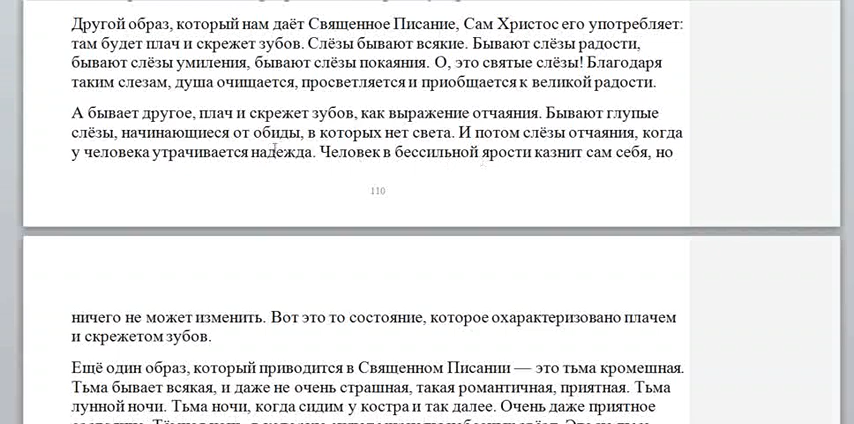 Другой образ, который нам даёт Священное Писание, Сам Христос его употребляет:
там будет плач и скрежет зубов. Слёзы бывают всякие. Бывают слёзы радости,
бывают слёзы умиления, бывают слёзы покаяния. О, это святые слёзы! Благодаря
таким слезам, душа очищается, просветляется и приобщается к великой радости.
А бывает другое, плач и скрежет зубов, как выражение отчаяния. Бывают глупые
слёзы, начинающиеся от обиды, в которых нет света. И потом слёзы отчаяния, когда
у человека утрачивается надежда. Человек в бессильной ярости казнит сам себя, но
110
ничего не может изменить. Вот это то состояние, которое охарактеризовано плачем
и скрежетом зубов.
Ещё один образ, который приводится в Священном Писании — это тьма кромешная.
Тьма бывает всякая, и даже не очень страшная, такая романтичная, приятная. Тьма
лунной ночи. Тьма ночи, когда сидим у костра и так далее. Очень даже приятное